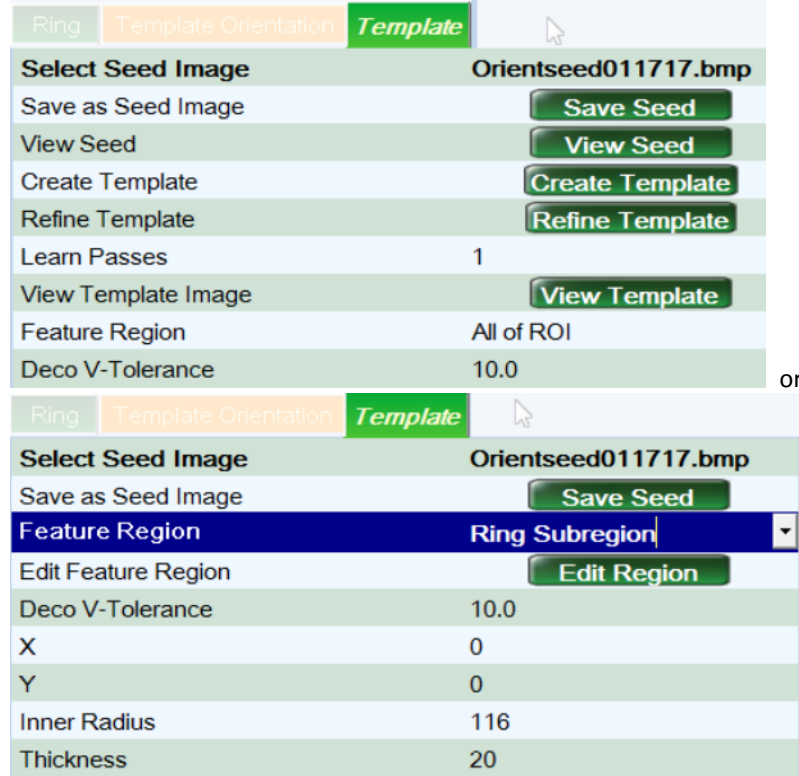 Ring Template Orientation Template
Select Seed Image Orientseed011717.bmp
Save as Seed Image Save Seed
View Seed View Seed
Create Template Create Template
Refine Template Refine Template
Learn Passes 1
View Template Image View Template
Feature Region All of ROI
Deco V-Tolerance 10.0
or
Ring Template Orientation Template
Select Seed Image Orientseed011717.bmp
Save as Seed Image Save Seed
Feature Region Ring Subregion
Edit Feature Region Edit Region
Deco V-Tolerance 10.0
X 0
Y 0
Inner Radius 116
Thickness 20